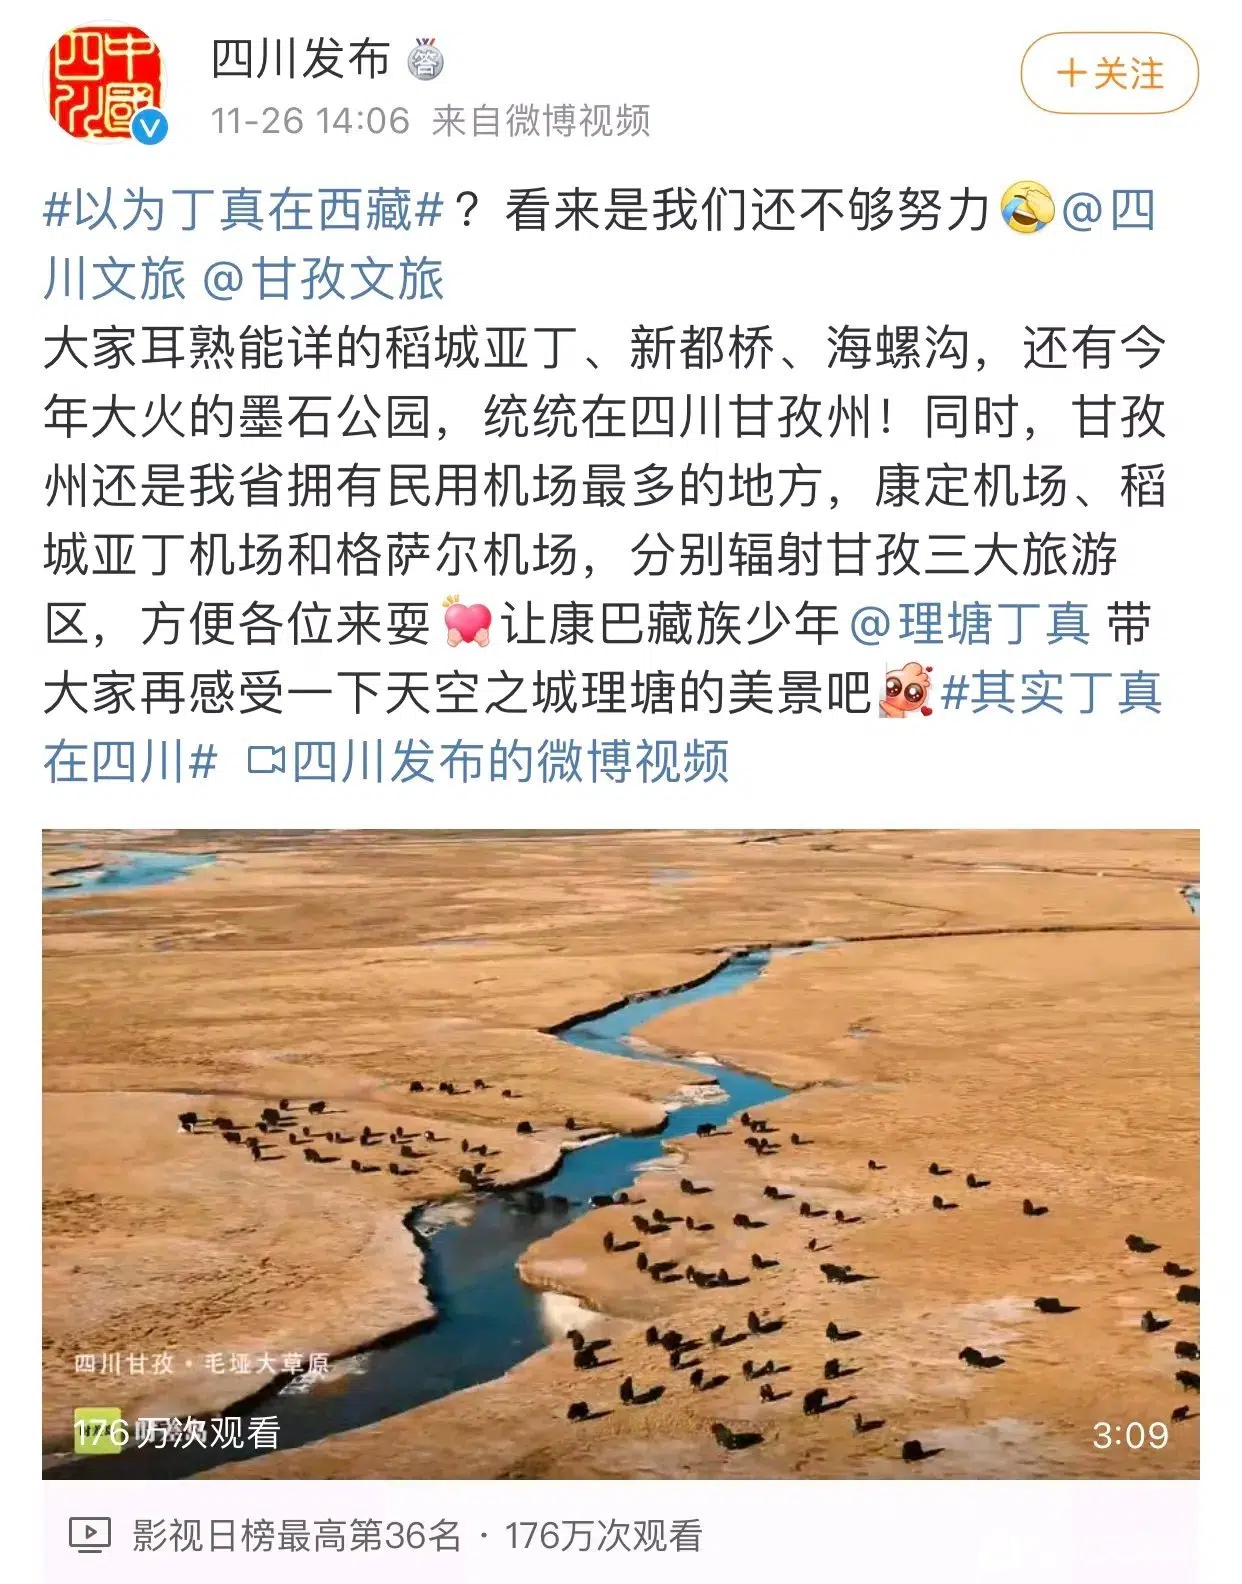 四川发布
11-26 14:06 来自微博视频
+关注
#以为丁真在西藏#？看来是我们还不够努力@四
川文旅 @甘孜文旅
大家耳熟能详的稻城亚丁、新都桥、海螺沟，还有今
年大火的墨石公园，统统在四川甘孜州！同时，甘孜
州还是我省拥有民用机场最多的地方，康定机场、稻
城亚丁机场和格萨尔机场，分别辐射甘孜三大旅游
区，方便各位来耍让康巴藏族少年@理塘丁真 带
大家再感受一下天空之城理塘的美景吧#其实丁真
在四川# 四川发布的微博视频
四川甘孜·毛垭大草原
176万次观看
3:09
影视日榜最高第36名·176万次观看